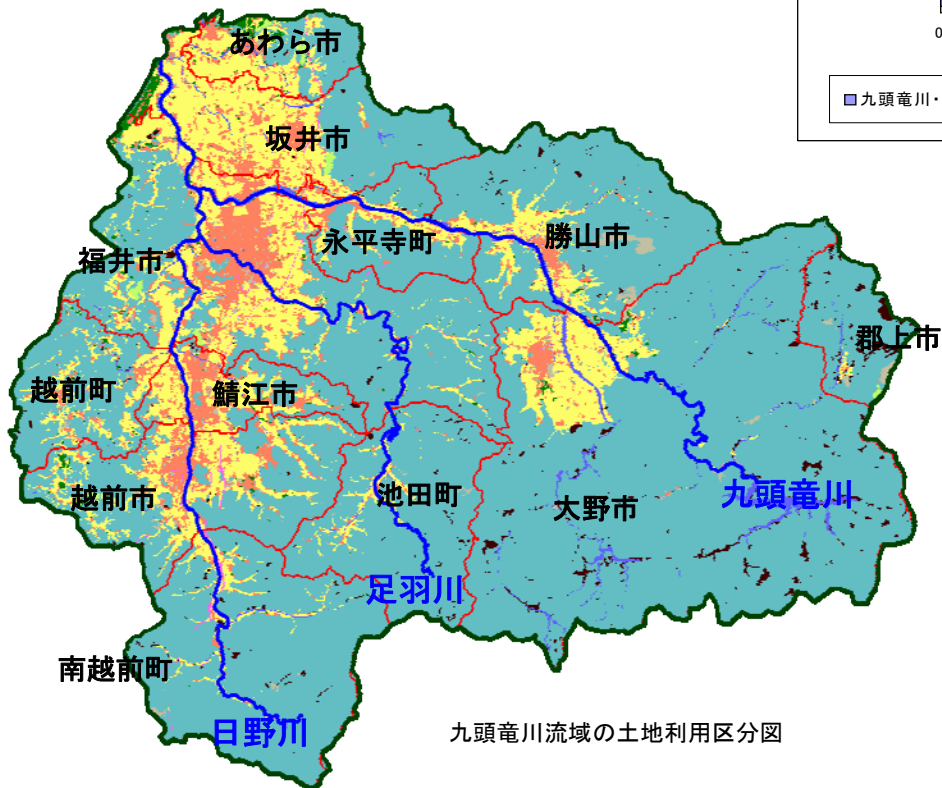 あわら市
坂井市
永平寺町
勝山市
福井市
郡上市
越前町
鯖江市
越前市
池田町
大野市
九頭竜川
足羽川
南越前町
日野川
九頭竜川流域の土地利用区分図
0
九頭竜川・